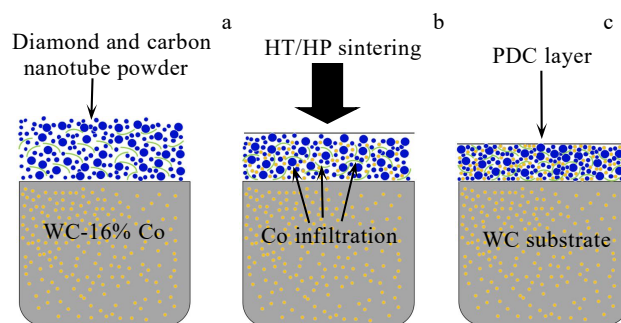 Diamond and carbon
nanotube powder
a
WC-16% Co
HT/HP sintering
b
Co infiltration
PDC layer
c
WC substrate